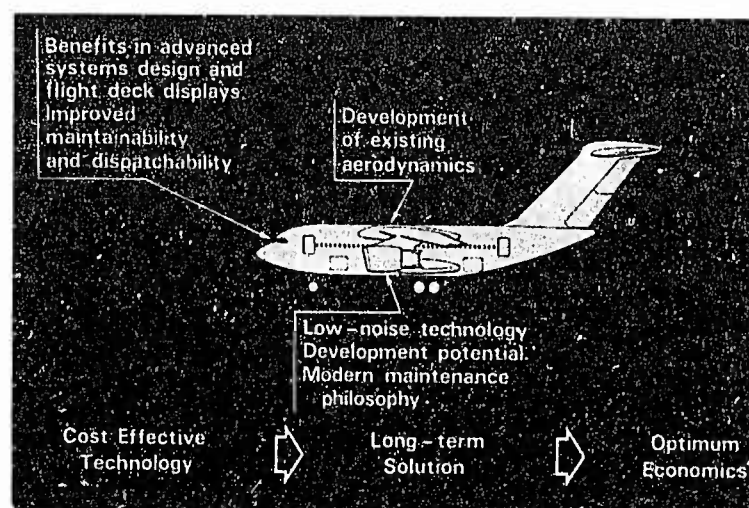 Benefits in advanced
systems design and
flight deck displays
Improved
maintainability
and dispatchability
Development
of existing
aerodynamics
Low-noise technology
Development potential
Modern maintenance
philosophy
Cost Effective
Technology
Long-term
Solution
Optimum
Economics